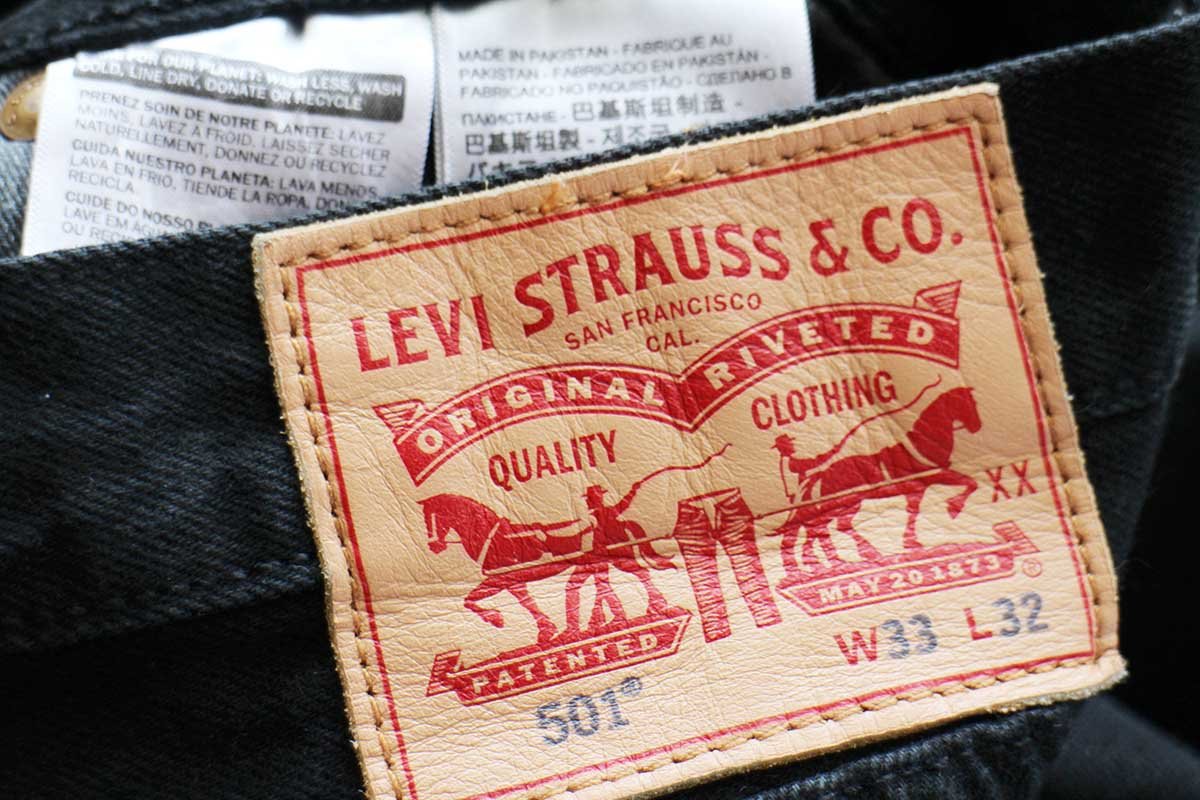 FOR OUR PLANET: WASH LESS, WASH
COLD, LINE DRY, DONATE OR RECYCLE
PRENEZ SOIN DE NOTRE PLANETE: LAVEZ
MOINS, LAVEZ A FROID, LAISSEZ SECHER
NATURELLEMENT, DONNEZ OU RECYCLEZ
CUIDA NUESTRO PLANETA: LAVA MENOS,
LAVA EN FRIO, TIENDE LA ROPA,
RECICLA.
CUIDE DO NOSSO
LAVE EM
OU
MADE IN PAKISTAN - FABRIQUE AU
PAKISTAN - FABRICADO EN PAKISTÁN -
FABRICADO NO PAQUISTÃO - СДЕЛАНО В
ПАКИСТАНЕ - 巴基斯坦制造 -
巴基斯坦製 -
LEVI STRAUSS & CO.
SAN FRANCISCO
CAL.
ORIGINAL RIVETED
QUALITY CLOTHING
XX
PATENTED MAY 20 1873 ®
501® W33 L32